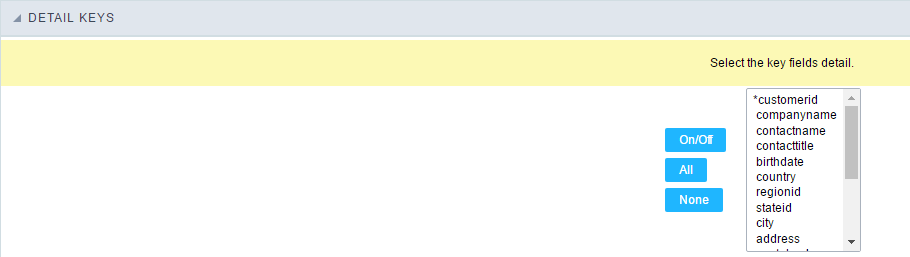 DETAIL KEYS
Select the key fields detail.
On/Off
All
None
*customerid
companyname
contactname
contacttitle
birthdate
country
regionid
stateid
city
address